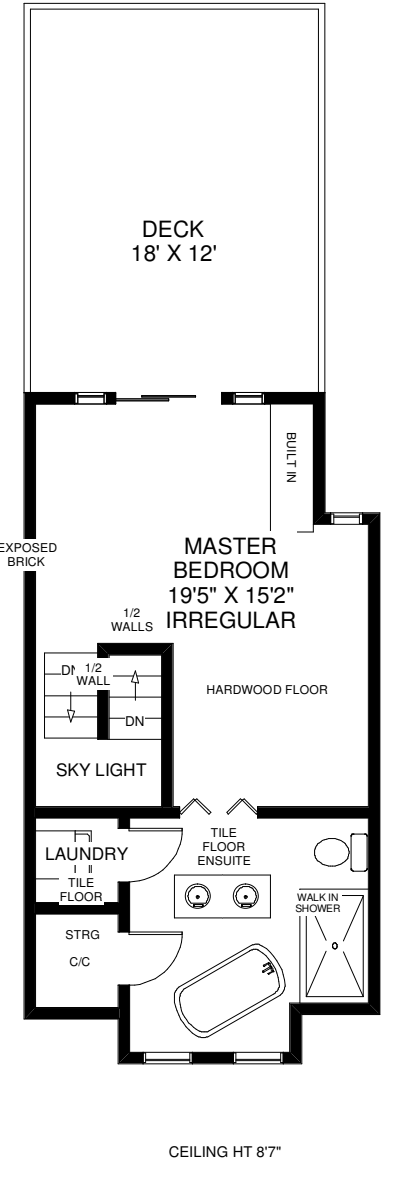 DECK
18' X 12'
BUILT IN
EXPOSED
BRICK
MASTER
BEDROOM
19'5" X 15'2"
IRREGULAR
1/2
WALLS
DN
1/2
WALL
HARDWOOD FLOOR
DN
SKY LIGHT
TILE
FLOOR
ENSUITE
LAUNDRY
TILE
FLOOR
WALK IN
SHOWER
STRG
C/C
CEILING HT 8'7"